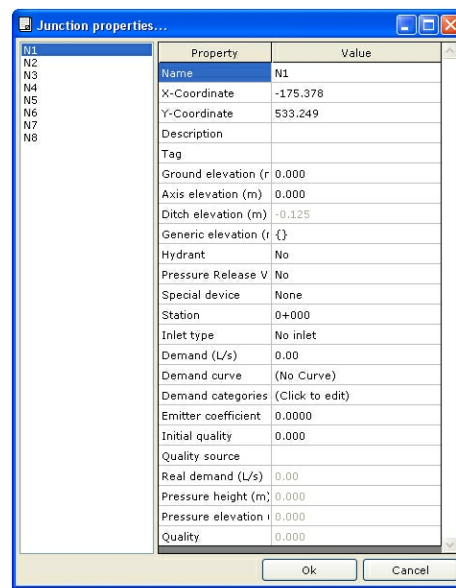 Junction properties...
N1
N2
N3
N4
N5
N6
N7
N8
Property Value
Name N1
X-Coordinate -175.378
Y-Coordinate 533.249
Description
Tag
Ground elevation (r 0.000
Axis elevation (m) 0.000
Ditch elevation (m) -0.125
Generic elevation (r {}
Hydrant No
Pressure Release V No
Special device None
Station 0+000
Inlet type No inlet
Demand (L/s) 0.00
Demand curve (No Curve)
Demand categories (Click to edit)
Emitter coefficient 0.0000
Initial quality 0.000
Quality source
Real demand (L/s) 0.00
Pressure height (m) 0.000
Pressure elevation ( 0.000
Quality 0.000
Ok Cancel